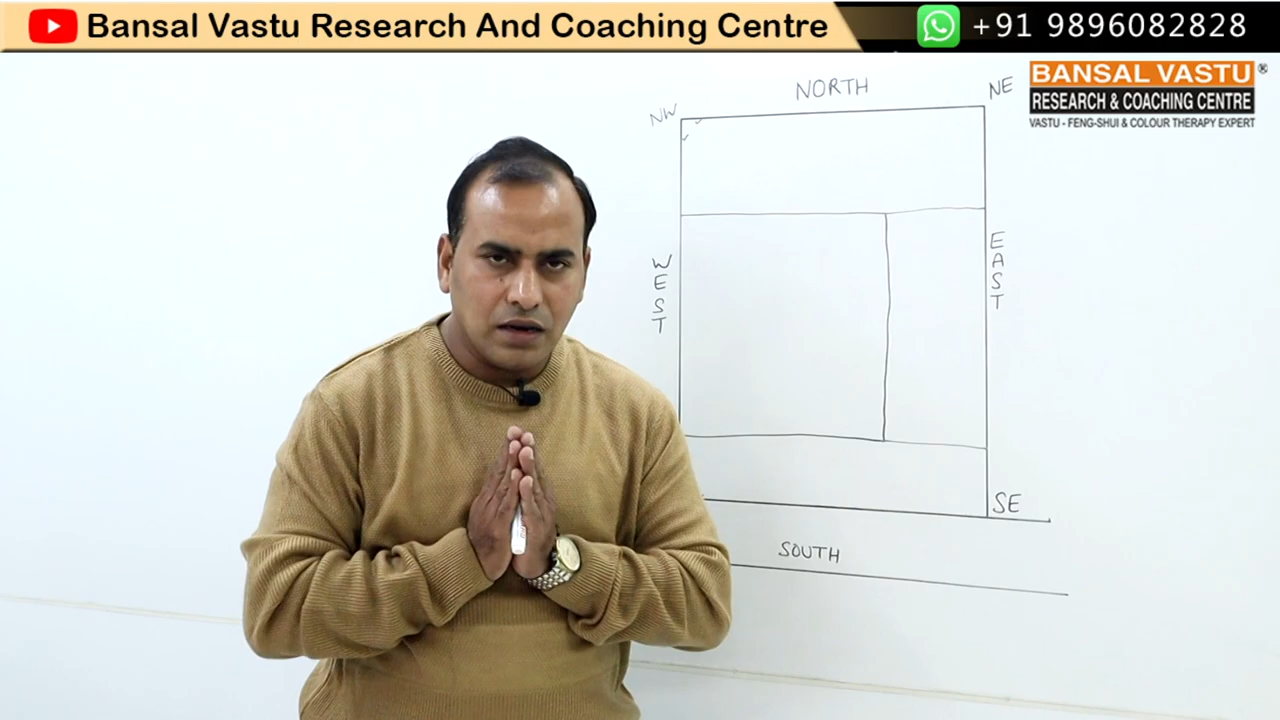 Bansal Vastu Research And Coaching Centre
+91 9896082828
BANSAL VASTU®
RESEARCH & COACHING CENTRE
VASTU - FENG-SHUI & COLOUR THERAPY EXPERT
NORTH
NE
NW
WEST
EAST
SE
SOUTH